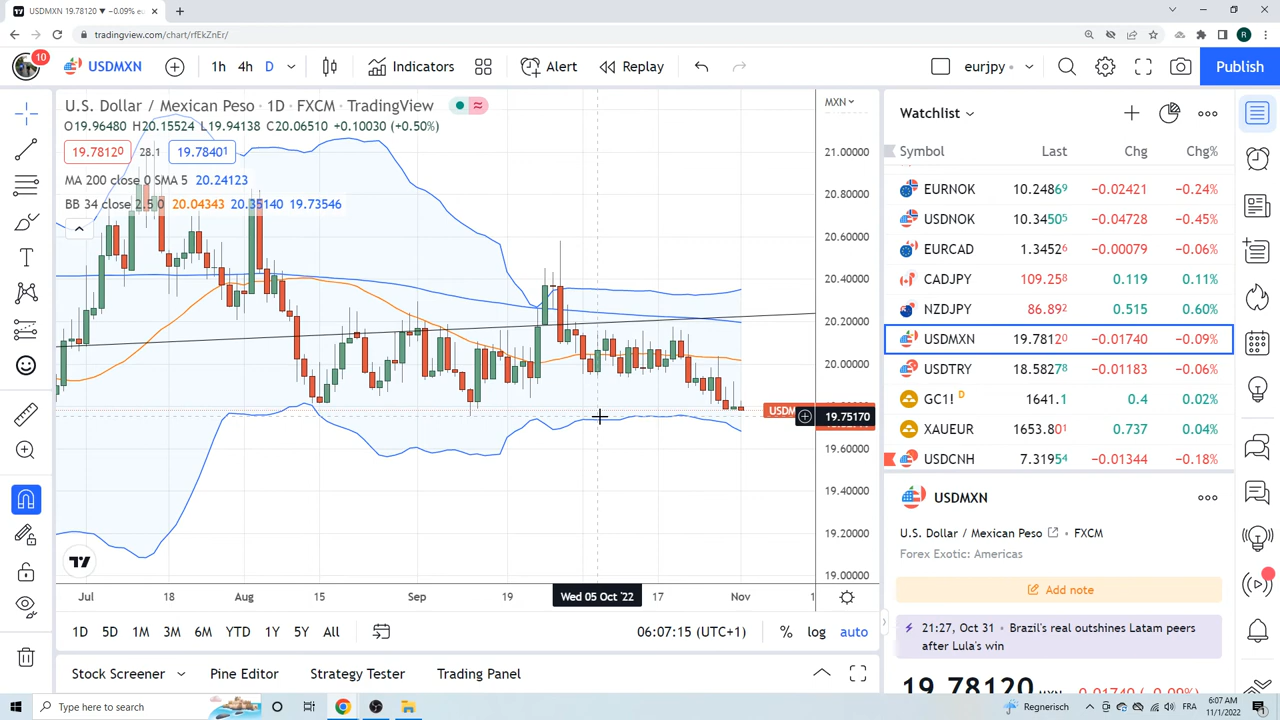 USDMXN 19.78120 ▼ −0.09% eu
tradingview.com/chart/rfEkZnEr/
R
10
USDMXN
1h 4h D
Indicators
Alert
Replay
eurjpy
Publish
U.S. Dollar / Mexican Peso · 1D · FXCM · TradingView
MXN
O19.96480 H20.15524 L19.94138 C20.06510 +0.10030 (+0.50%)
19.78120 28.1 19.78401
MA 200 close 0 SMA 5 20.24123
BB 34 close 2.5 0 20.04343 20.35140 19.73546
21.00000
20.80000
20.60000
20.40000
20.20000
20.00000
USDM
19.75170
19.60000
19.40000
19.20000
19.00000
Jul 18 Aug 15 Sep 19 Wed 05 Oct '22 17 Nov
1D 5D 1M 3M 6M YTD 1Y 5Y All
06:07:15 (UTC+1) % log auto
Stock Screener Pine Editor Strategy Tester Trading Panel
Watchlist
Symbol Last Chg Chg%
EURNOK 10.24869 −0.02421 −0.24%
USDNOK 10.34505 −0.04728 −0.45%
EURCAD 1.34526 −0.00079 −0.06%
CADJPY 109.258 0.119 0.11%
NZDJPY 86.892 0.515 0.60%
USDMXN 19.78120 −0.01740 −0.09%
USDTRY 18.58278 −0.01183 −0.06%
GC1! D 1641.1 0.4 0.02%
XAUEUR 1653.801 0.737 0.04%
USDCNH 7.31954 −0.01344 −0.18%
USDMXN
U.S. Dollar / Mexican Peso • FXCM
Forex Exotic: Americas
Add note
21:27, Oct 31 • Brazil's real outshines Latam peers
after Lula's win
19.78120 MXN −0.01740 (−0.09%)
Type here to search
Regnerisch
FRA
6:07 AM
11/1/2022